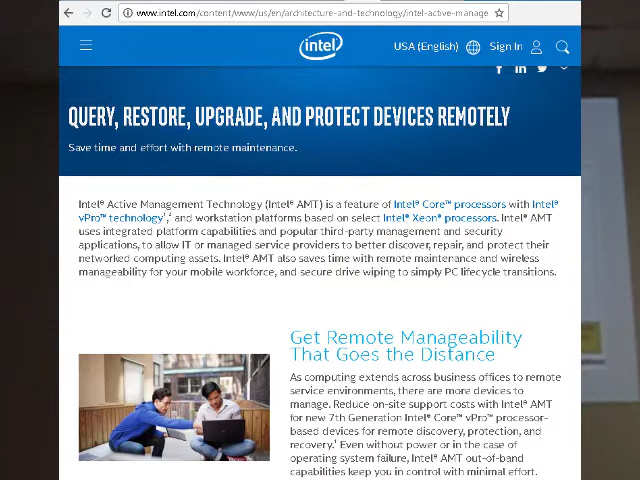 www.intel.com/content/www/us/en/architecture-and-technology/intel-active-manage
intel
USA (English) Sign In
QUERY, RESTORE, UPGRADE, AND PROTECT DEVICES REMOTELY
Save time and effort with remote maintenance.
Intel® Active Management Technology (Intel® AMT) is a feature of Intel® Core™ processors with Intel®
vPro™ technology¹,² and workstation platforms based on select Intel® Xeon® processors. Intel® AMT
uses integrated platform capabilities and popular third-party management and security
applications, to allow IT or managed service providers to better discover, repair, and protect their
networked computing assets. Intel® AMT also saves time with remote maintenance and wireless
manageability for your mobile workforce, and secure drive wiping to simply PC lifecycle transitions.
Get Remote Manageability
That Goes the Distance
As computing extends across business offices to remote
service environments, there are more devices to
manage. Reduce on-site support costs with Intel® AMT
for new 7th Generation Intel® Core™ vPro™ processor-
based devices for remote discovery, protection, and
recovery.¹ Even without power or in the case of
operating system failure, Intel® AMT out-of-band
capabilities keep you in control with minimal effort.